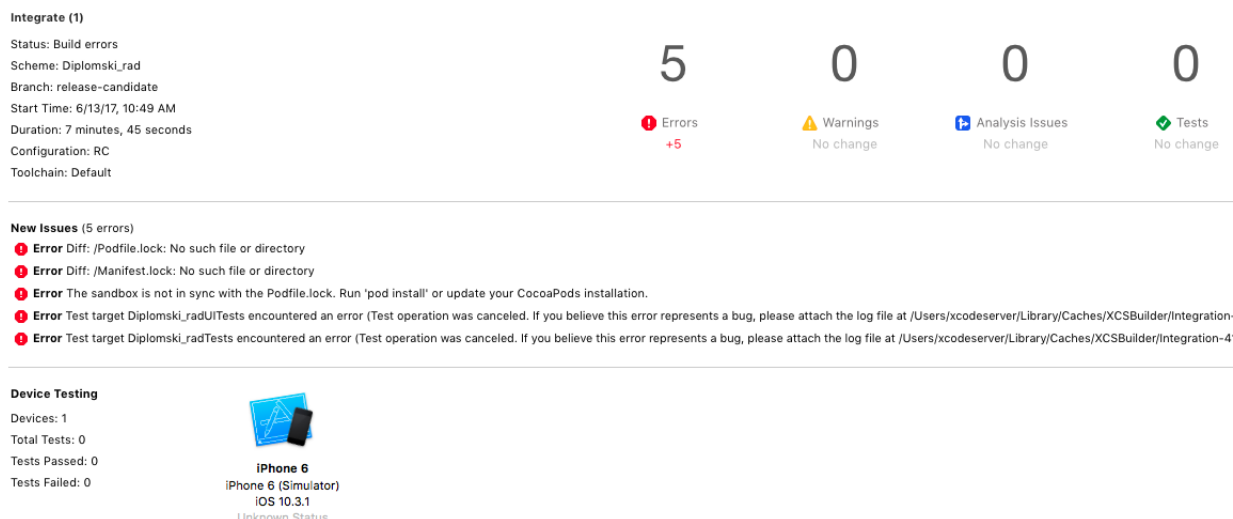 Integrate (1)
Status: Build errors
Scheme: Diplomski_rad
Branch: release-candidate
Start Time: 6/13/17, 10:49 AM
Duration: 7 minutes, 45 seconds
Configuration: RC
Toolchain: Default
5 0 0 0
Errors Warnings Analysis Issues Tests
+5 No change No change No change
New Issues (5 errors)
Error Diff: /Podfile.lock: No such file or directory
Error Diff: /Manifest.lock: No such file or directory
Error The sandbox is not in sync with the Podfile.lock. Run 'pod install' or update your CocoaPods installation.
Error Test target Diplomski_radUITests encountered an error (Test operation was canceled. If you believe this error represents a bug, please attach the log file at /Users/xcodeserver/Library/Caches/XCSBuilder/Integration-
Error Test target Diplomski_radTests encountered an error (Test operation was canceled. If you believe this error represents a bug, please attach the log file at /Users/xcodeserver/Library/Caches/XCSBuilder/Integration-4
Device Testing
Devices: 1
Total Tests: 0
Tests Passed: 0
Tests Failed: 0
iPhone 6
iPhone 6 (Simulator)
iOS 10.3.1
Unknown Status